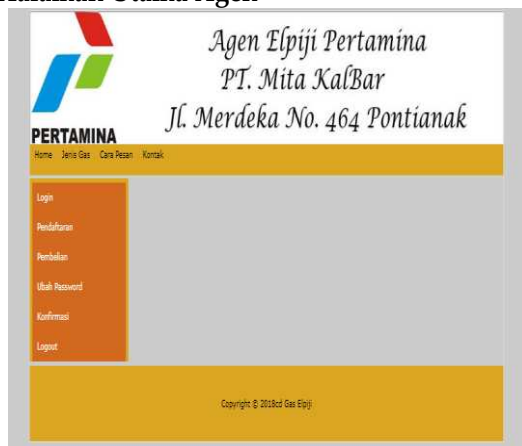 Halaman Utama Agen
Agen Elpiji Pertamina
PT. Mita KalBar
Jl. Merdeka No. 464 Pontianak
PERTAMINA
Home Jenis Gas Cara Pesan Kontak
Login
Pendaftaran
Pembelian
Ubah Password
Konfirmasi
Logout
Copyright © 2018cd Gas Elpiji